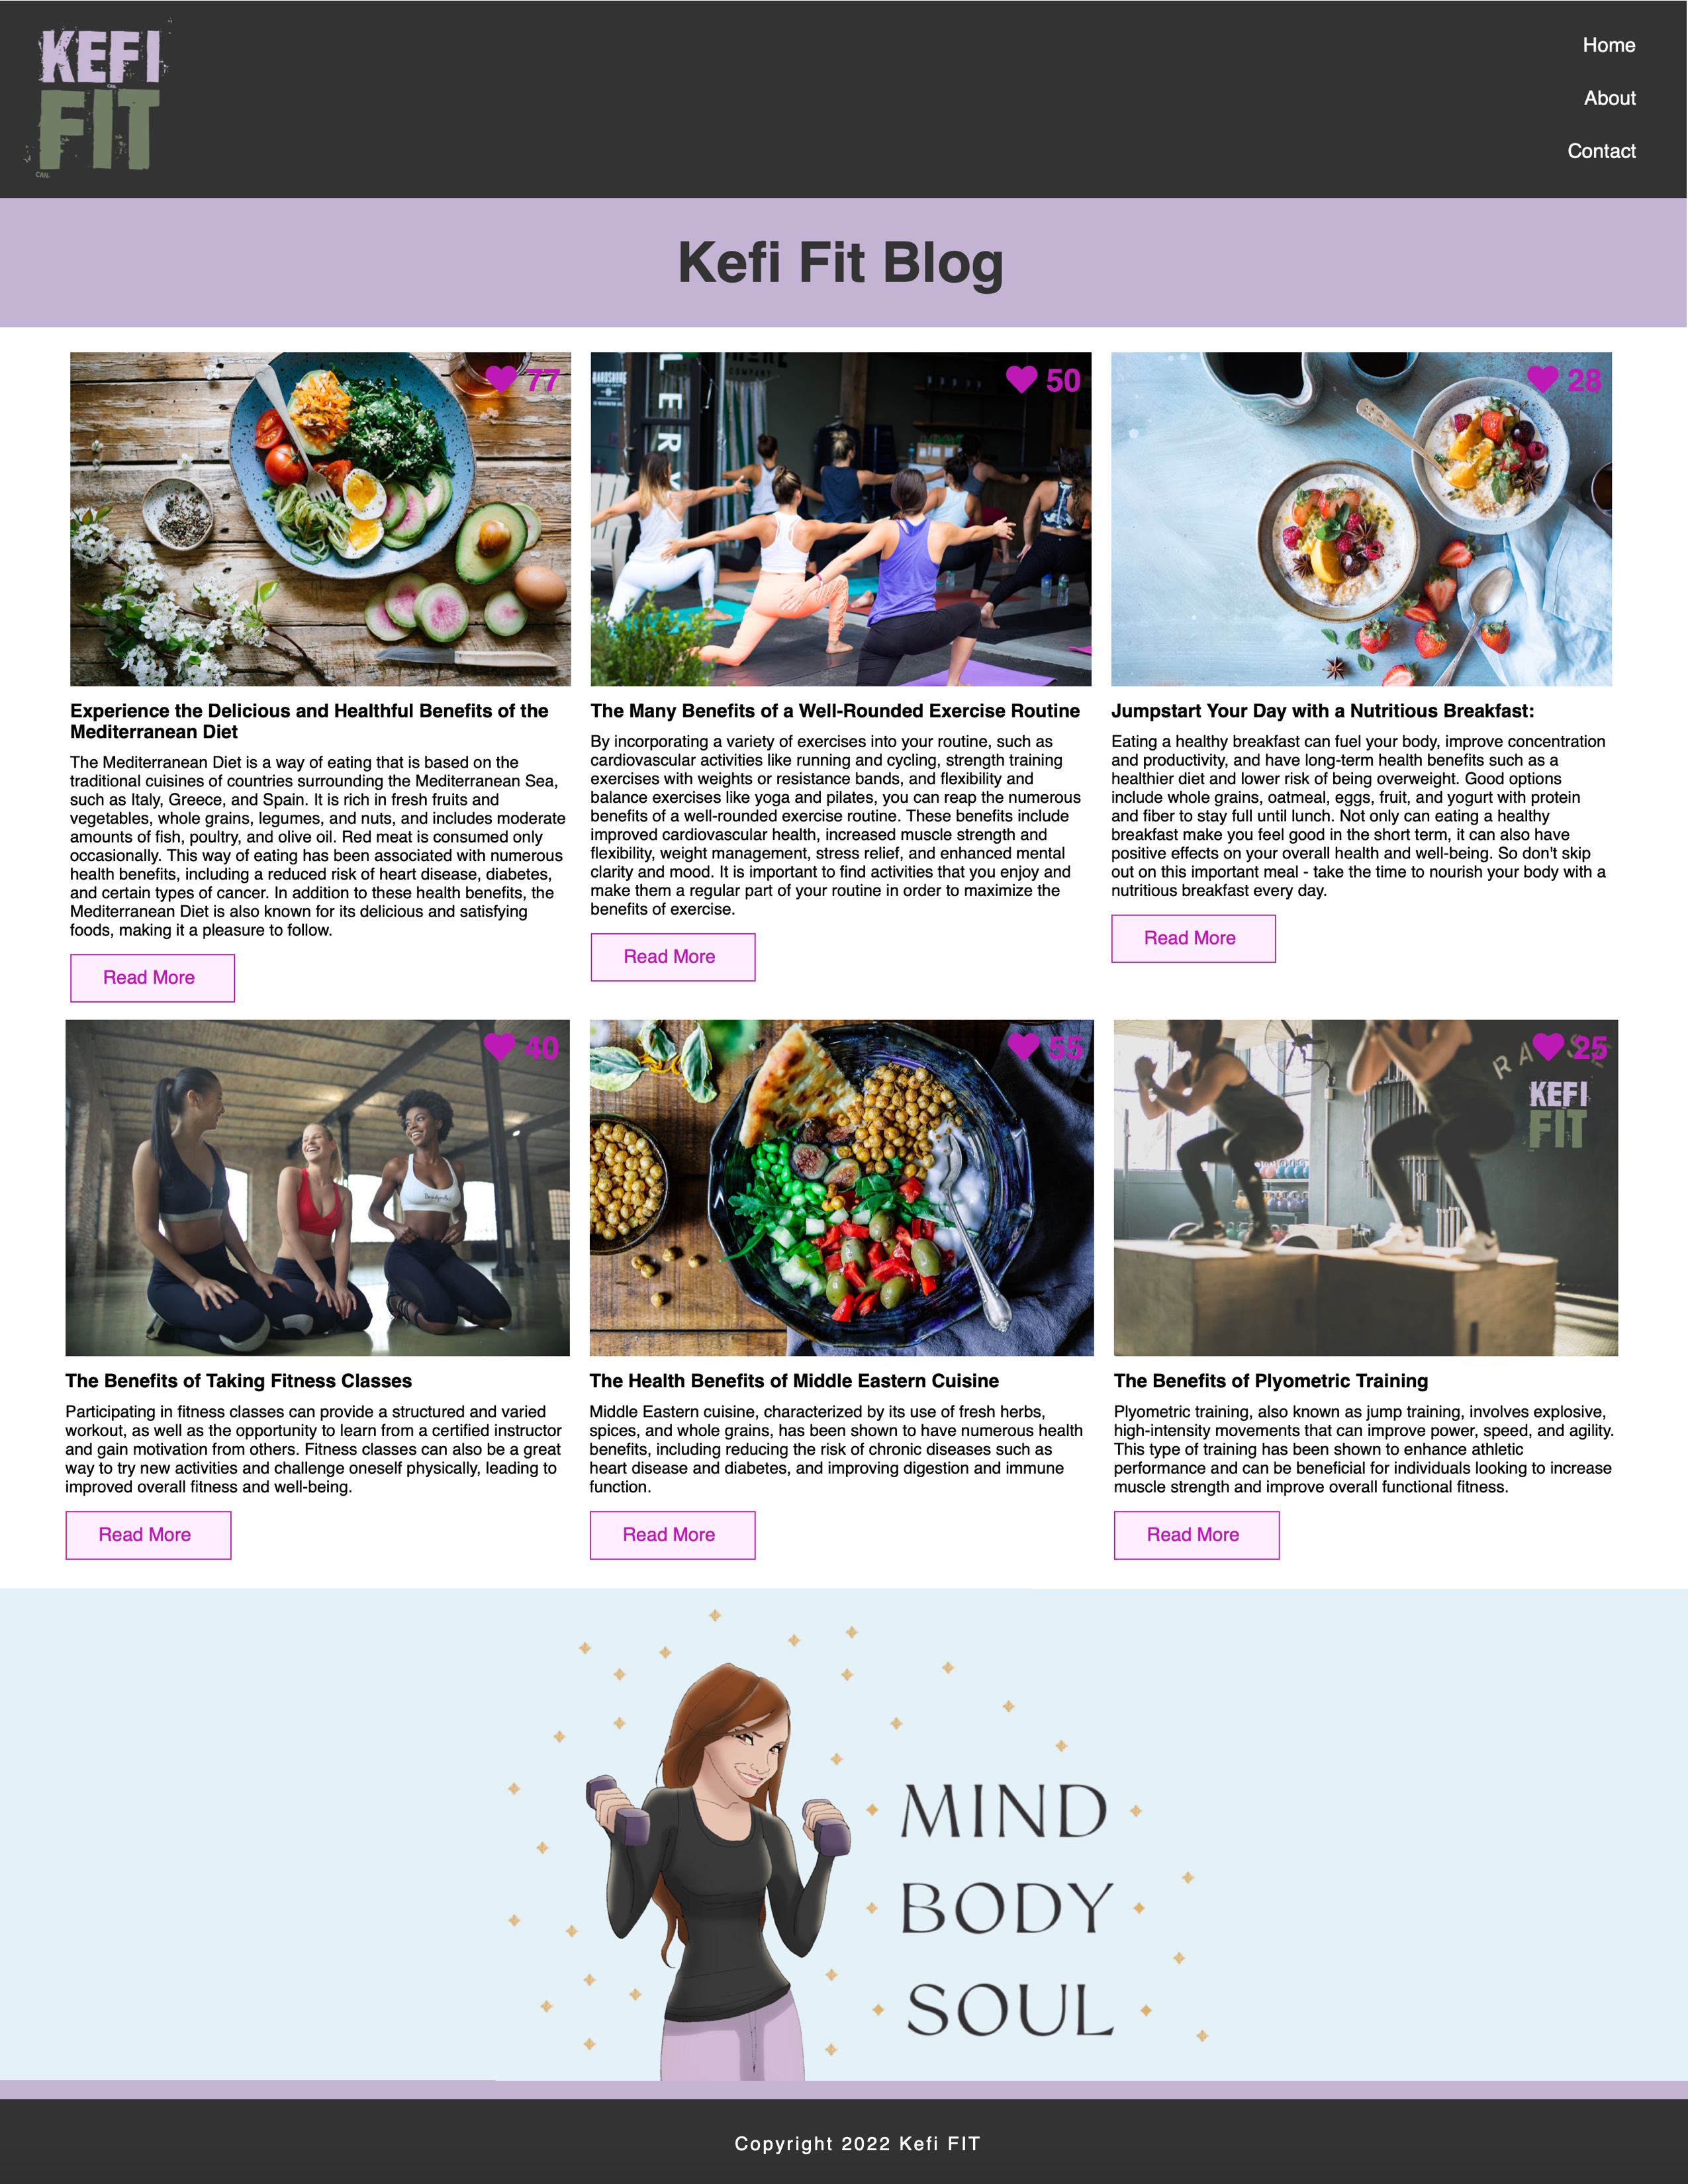 KEFI
FIT
Home
About
Contact
Kefi Fit Blog
77
50
28
Experience the Delicious and Healthful Benefits of the
Mediterranean Diet
The Mediterranean Diet is a way of eating that is based on the
traditional cuisines of countries surrounding the Mediterranean Sea,
such as Italy, Greece, and Spain. It is rich in fresh fruits and
vegetables, whole grains, legumes, and nuts, and includes moderate
amounts of fish, poultry, and olive oil. Red meat is consumed only
occasionally. This way of eating has been associated with numerous
health benefits, including a reduced risk of heart disease, diabetes,
and certain types of cancer. In addition to these health benefits, the
Mediterranean Diet is also known for its delicious and satisfying
foods, making it a pleasure to follow.
Read More
The Many Benefits of a Well-Rounded Exercise Routine
By incorporating a variety of exercises into your routine, such as
cardiovascular activities like running and cycling, strength training
exercises with weights or resistance bands, and flexibility and
balance exercises like yoga and pilates, you can reap the numerous
benefits of a well-rounded exercise routine. These benefits include
improved cardiovascular health, increased muscle strength and
flexibility, weight management, stress relief, and enhanced mental
clarity and mood. It is important to find activities that you enjoy and
make them a regular part of your routine in order to maximize the
benefits of exercise.
Read More
Jumpstart Your Day with a Nutritious Breakfast:
Eating a healthy breakfast can fuel your body, improve concentration
and productivity, and have long-term health benefits such as a
healthier diet and lower risk of being overweight. Good options
include whole grains, oatmeal, eggs, fruit, and yogurt with protein
and fiber to stay full until lunch. Not only can eating a healthy
breakfast make you feel good in the short term, it can also have
positive effects on your overall health and well-being. So don't skip
out on this important meal - take the time to nourish your body with a
nutritious breakfast every day.
Read More
40
55
25
KEFI
FIT
The Benefits of Taking Fitness Classes
Participating in fitness classes can provide a structured and varied
workout, as well as the opportunity to learn from a certified instructor
and gain motivation from others. Fitness classes can also be a great
way to try new activities and challenge oneself physically, leading to
improved overall fitness and well-being.
Read More
The Health Benefits of Middle Eastern Cuisine
Middle Eastern cuisine, characterized by its use of fresh herbs,
spices, and whole grains, has been shown to have numerous health
benefits, including reducing the risk of chronic diseases such as
heart disease and diabetes, and improving digestion and immune
function.
Read More
The Benefits of Plyometric Training
Plyometric training, also known as jump training, involves explosive,
high-intensity movements that can improve power, speed, and agility.
This type of training has been shown to enhance athletic
performance and can be beneficial for individuals looking to increase
muscle strength and improve overall functional fitness.
Read More
MIND
BODY
SOUL
Copyright 2022 Kefi FIT